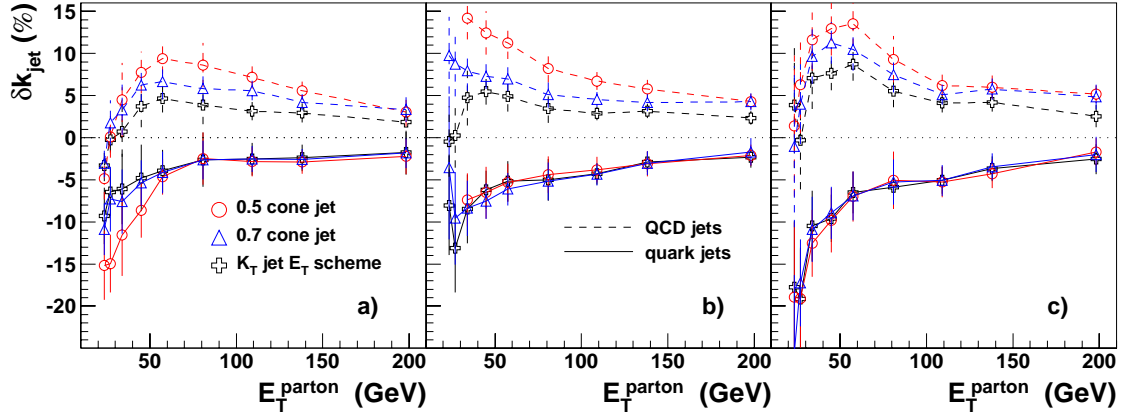 δk_jet (%)
15
10
5
0
-5
-10
-15
-20
0.5 cone jet
0.7 cone jet
K_T jet E_T scheme
QCD jets
quark jets
a)
b)
c)
50 100 150 200
50 100 150 200
50 100 150 200
E_T^parton (GeV)
E_T^parton (GeV)
E_T^parton (GeV)